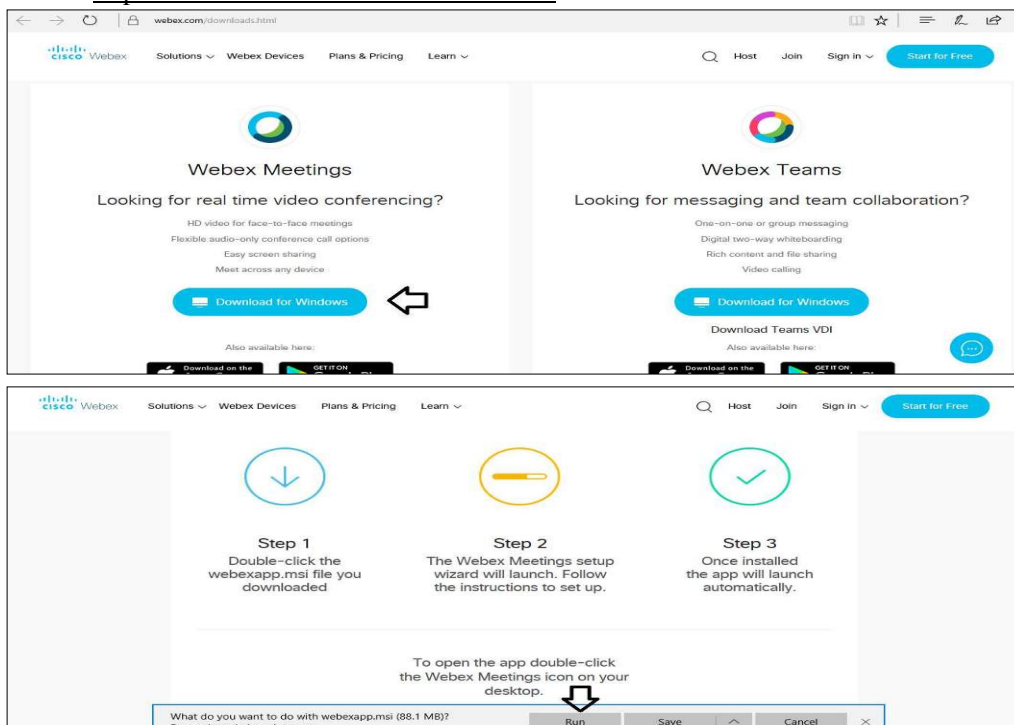 webex.com/downloads.html
cisco Webex Solutions Webex Devices Plans & Pricing Learn Host Join Sign in Start for Free
Webex Meetings
Looking for real time video conferencing?
HD video for face-to-face meetings
Flexible audio-only conference call options
Easy screen sharing
Meet across any device
Download for Windows
Also available here:
Download on the
GET IT ON
Webex Teams
Looking for messaging and team collaboration?
One-on-one or group messaging
Digital two-way whiteboarding
Rich content and file sharing
Video calling
Download for Windows
Download Teams VDI
Also available here:
Download on the
GET IT ON
cisco Webex Solutions Webex Devices Plans & Pricing Learn Host Join Sign in Start for Free
Step 1
Double-click the
webexapp.msi file you
downloaded
Step 2
The Webex Meetings setup
wizard will launch. Follow
the instructions to set up.
Step 3
Once installed
the app will launch
automatically.
To open the app double-click
the Webex Meetings icon on your
desktop.
What do you want to do with webexapp.msi (88.1 MB)?
Run Save Cancel